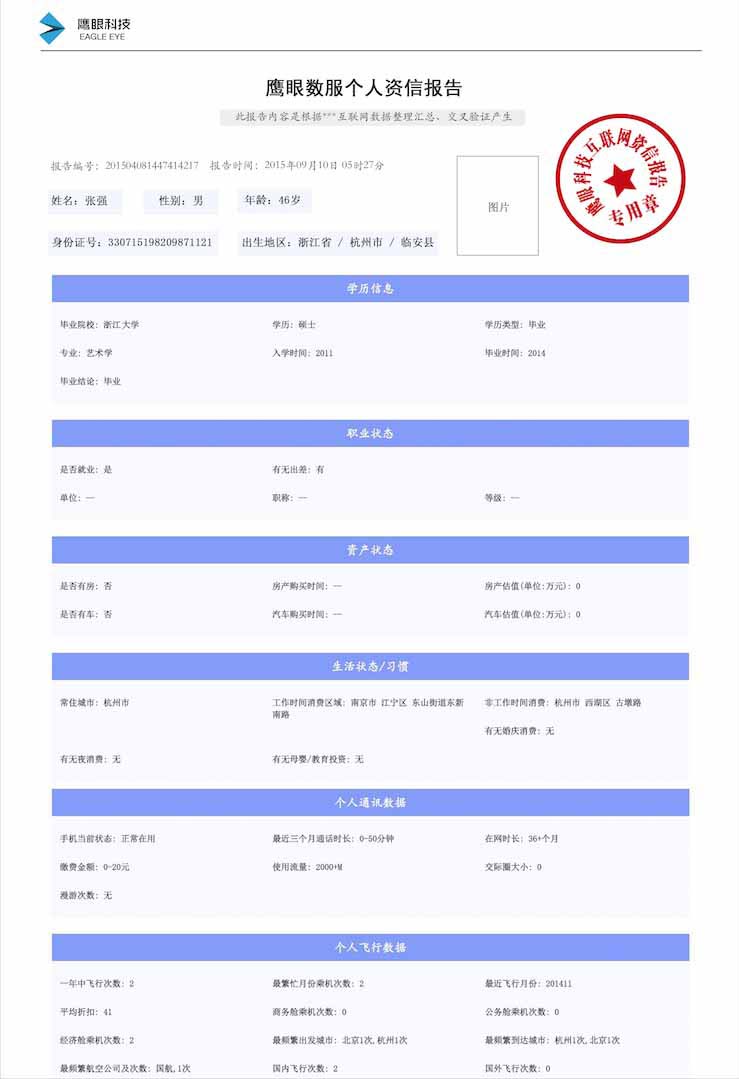 鹰眼科技
EAGLE EYE
鹰眼数服个人资信报告
此报告内容是根据***互联网数据整理汇总、交叉验证产生
鹰眼科技互联网资信报告
专用章
报告编号: 201504081447414217 报告时间: 2015年09月10日 05时27分
姓名: 张强 性别: 男 年龄: 46岁
图片
身份证号: 330715198209871121 出生地区: 浙江省 / 杭州市 / 临安县
学历信息
毕业院校: 浙江大学 学历: 硕士 学历类型: 毕业
专业: 艺术学 入学时间: 2011 毕业时间: 2014
毕业结论: 毕业
职业状态
是否就业: 是 有无出差: 有
单位: — 职称: — 等级: —
资产状态
是否有房: 否 房产购买时间: — 房产估值(单位:万元): 0
是否有车: 否 汽车购买时间: — 汽车估值(单位:万元): 0
生活状态/习惯
常住城市: 杭州市 工作时间消费区域: 南京市 江宁区 东山街道东新 非工作时间消费: 杭州市 西湖区 古墩路
南路
有无婚庆消费: 无
有无夜消费: 无 有无母婴/教育投资: 无
个人通讯数据
手机当前状态: 正常在用 最近三个月通话时长: 0-50分钟 在网时长: 36+个月
缴费金额: 0-20元 使用流量: 2000+M 交际圈大小: 0
漫游次数: 无
个人飞行数据
一年中飞行次数: 2 最繁忙月份乘机次数: 2 最近飞行月份: 201411
平均折扣: 41 商务舱乘机次数: 0 公务舱乘机次数: 0
经济舱乘机次数: 2 最频繁出发城市: 北京1次,杭州1次 最频繁到达城市: 杭州1次,北京1次
最频繁航空公司及次数: 国航,1次 国内飞行次数: 2 国外飞行次数: 0